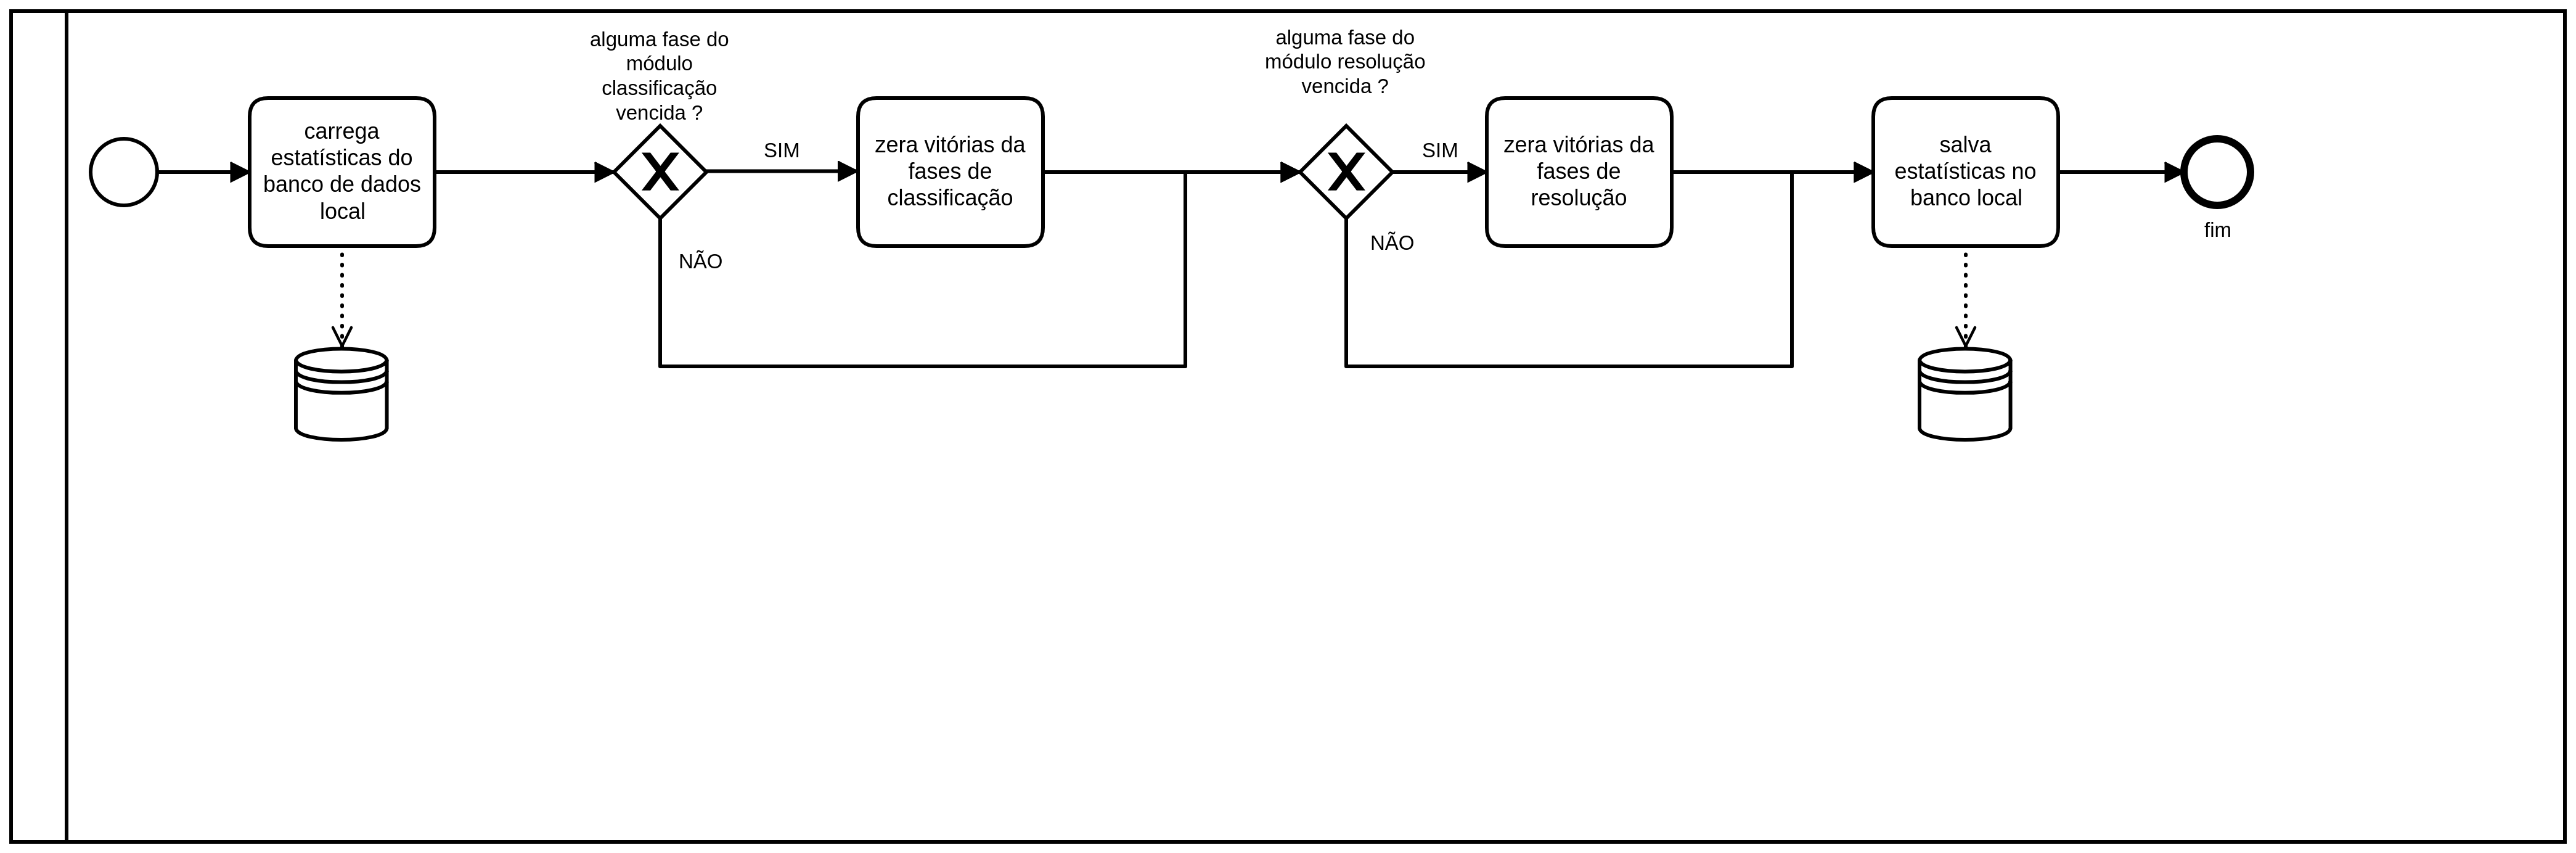 carrega
estatísticas do
banco de dados
local
alguma fase do
módulo
classificação
vencida ?
SIM
NÃO
zera vitórias da
fases de
classificação
alguma fase do
módulo resolução
vencida ?
SIM
NÃO
zera vitórias da
fases de
resolução
salva
estatísticas no
banco local
fim